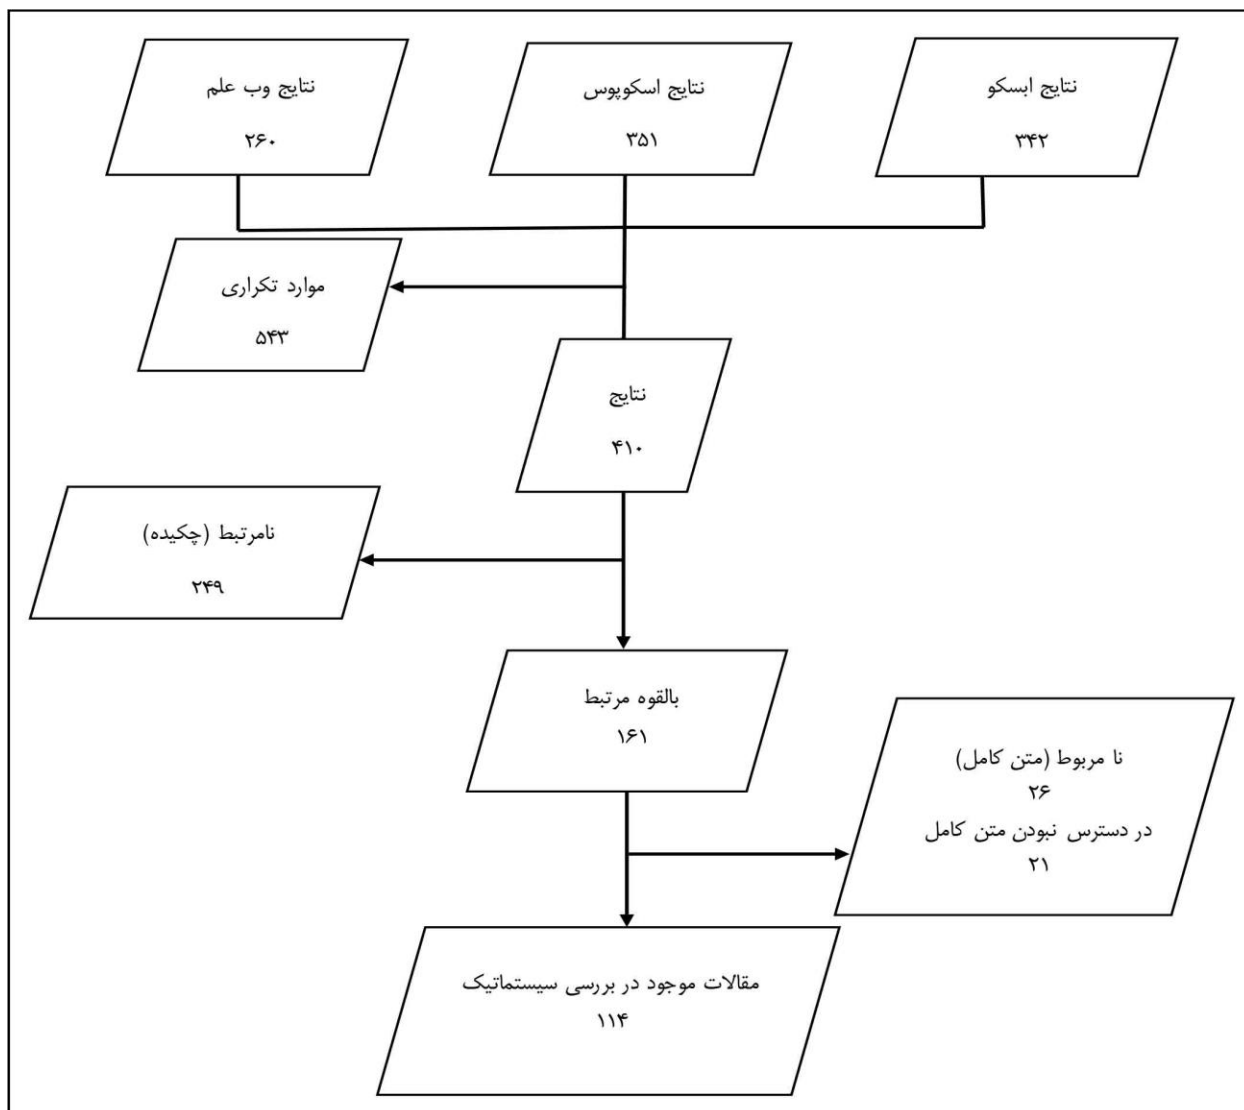 نتایج ابسکو
۳۴۲
نتایج اسکوپوس
۳۵۱
نتایج وب علم
۲۶۰
موارد تکراری
۵۴۳
نتایج
۴۱۰
نامرتبط (چکیده)
۲۴۹
بالقوه مرتبط
۱۶۱
نا مربوط (متن کامل)
۲۶
در دسترس نبودن متن کامل
۲۱
مقالات موجود در بررسی سیستماتیک
۱۱۴